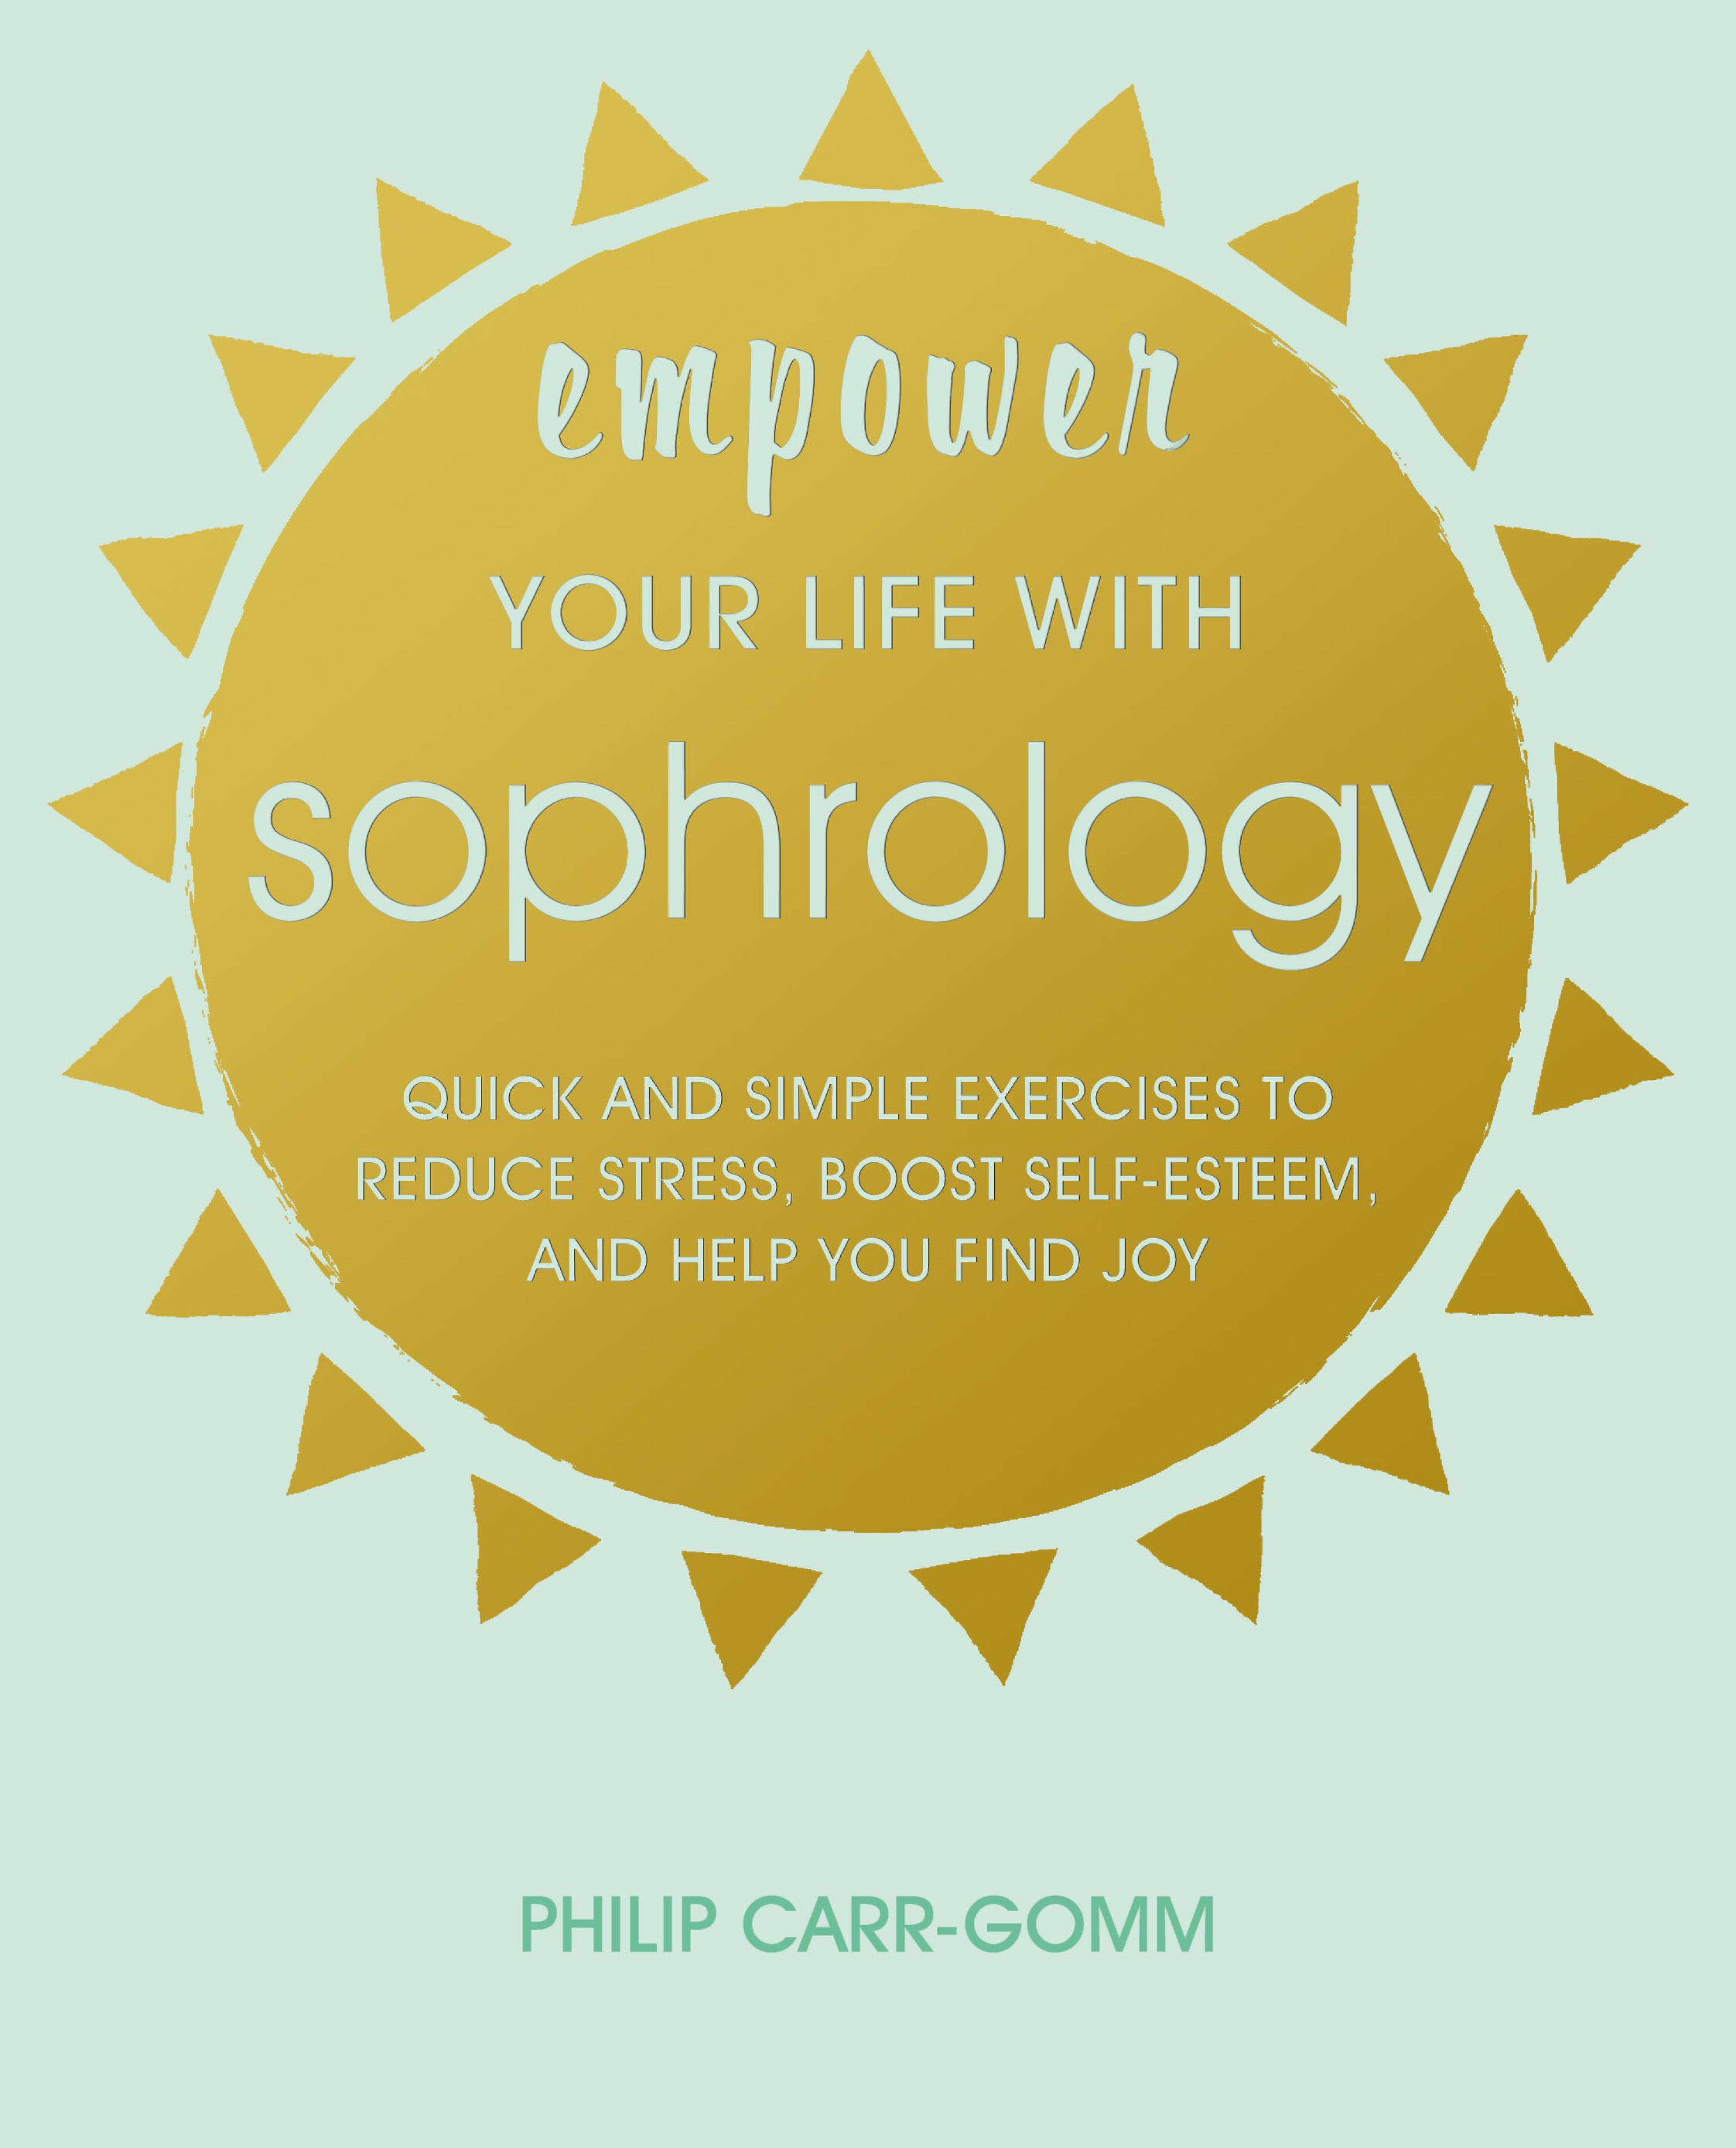 empower
YOUR LIFE WITH
sophrology
QUICK AND SIMPLE EXERCISES TO
REDUCE STRESS, BOOST SELF-ESTEEM,
AND HELP YOU FIND JOY
PHILIP CARR-GOMM